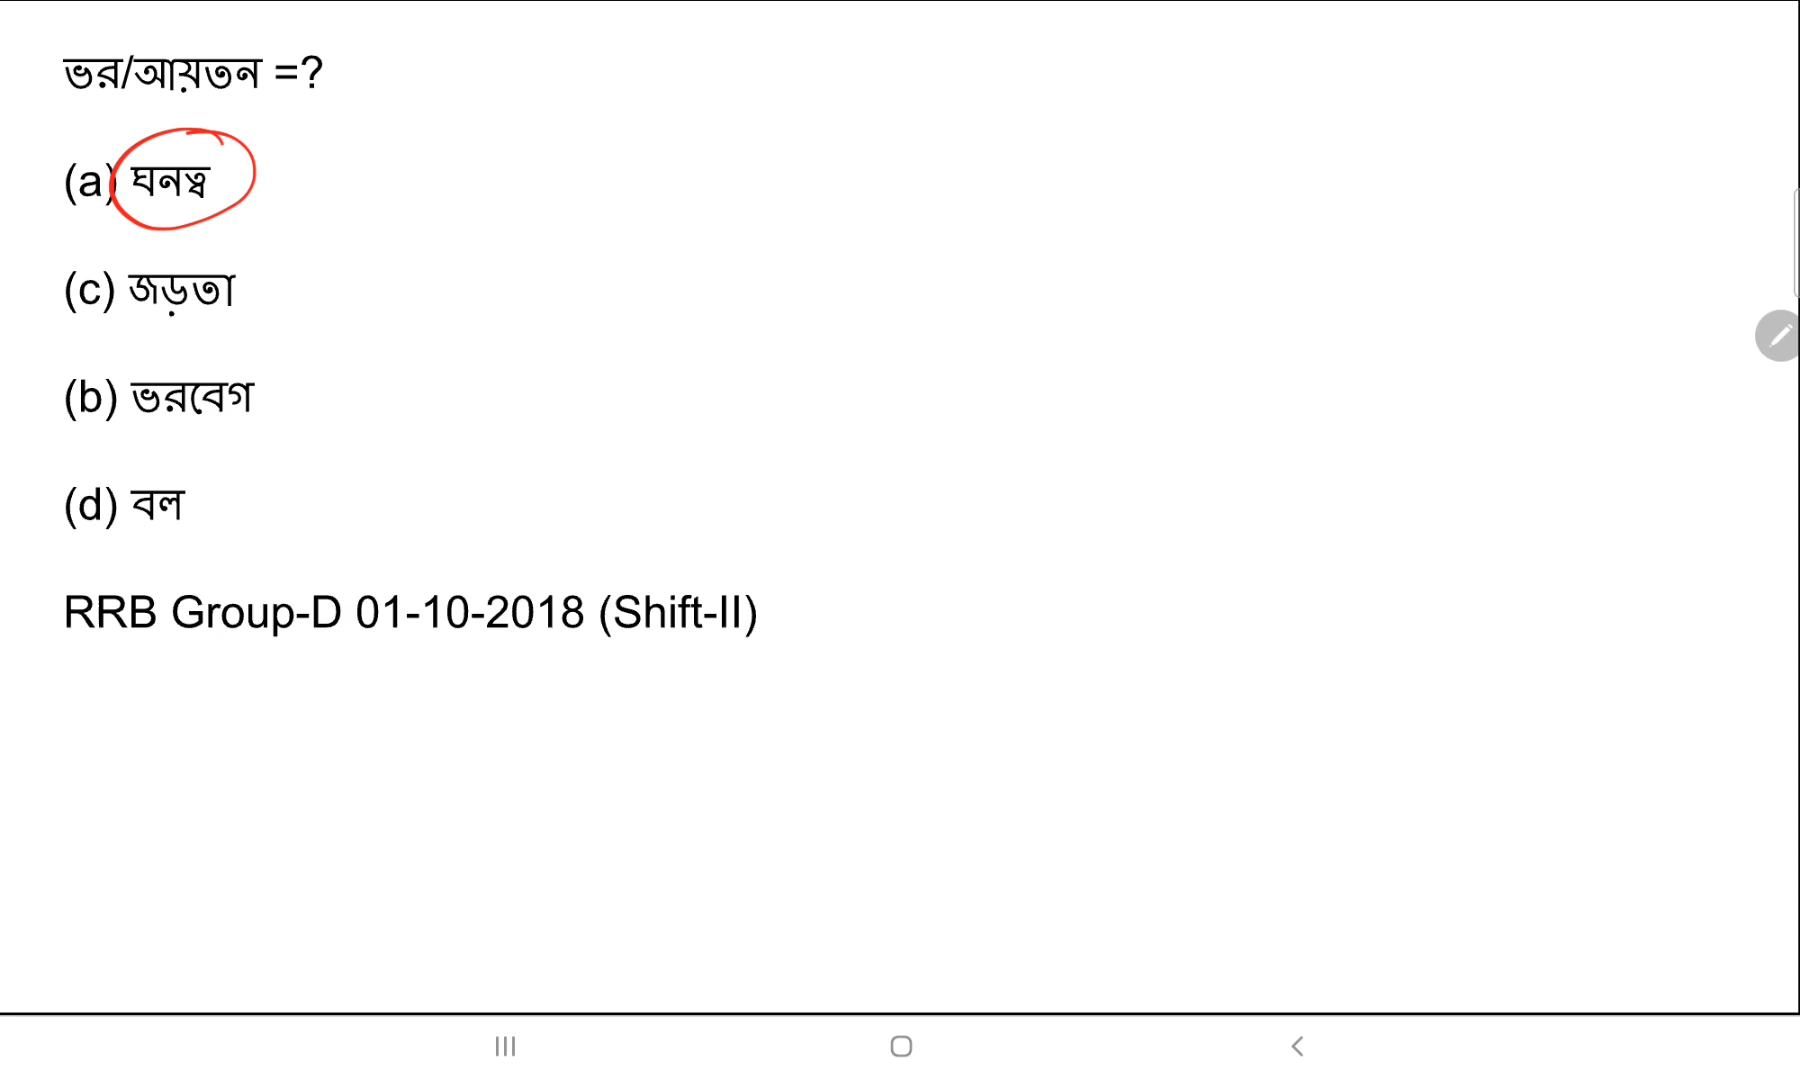 ভর/আয়তন =?
(a) ঘনত্ব
(c) জড়তা
(b) ভরবেগ
(d) বল
RRB Group-D 01-10-2018 (Shift-II)